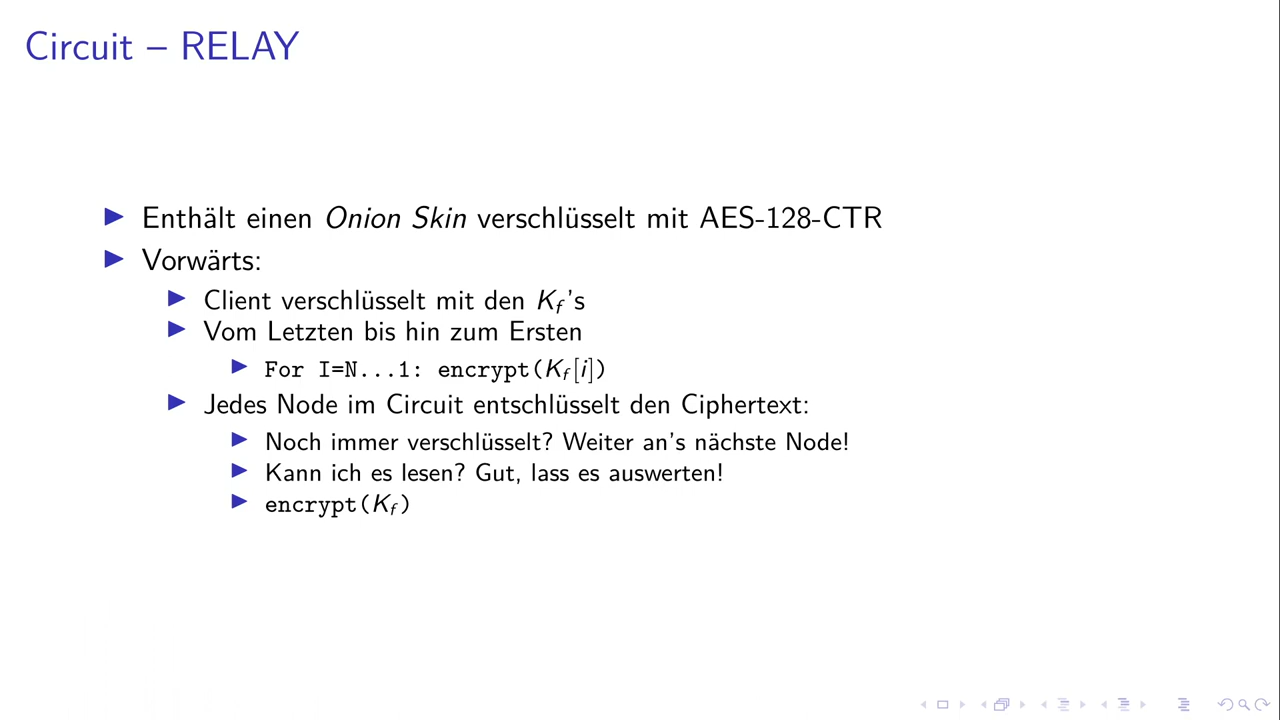 Circuit – RELAY
Enthält einen Onion Skin verschlüsselt mit AES-128-CTR
Vorwärts:
Client verschlüsselt mit den K_f's
Vom Letzten bis hin zum Ersten
For I=N...1: encrypt(K_f[i])
Jedes Node im Circuit entschlüsselt den Ciphertext:
Noch immer verschlüsselt? Weiter an's nächste Node!
Kann ich es lesen? Gut, lass es auswerten!
encrypt(K_f)